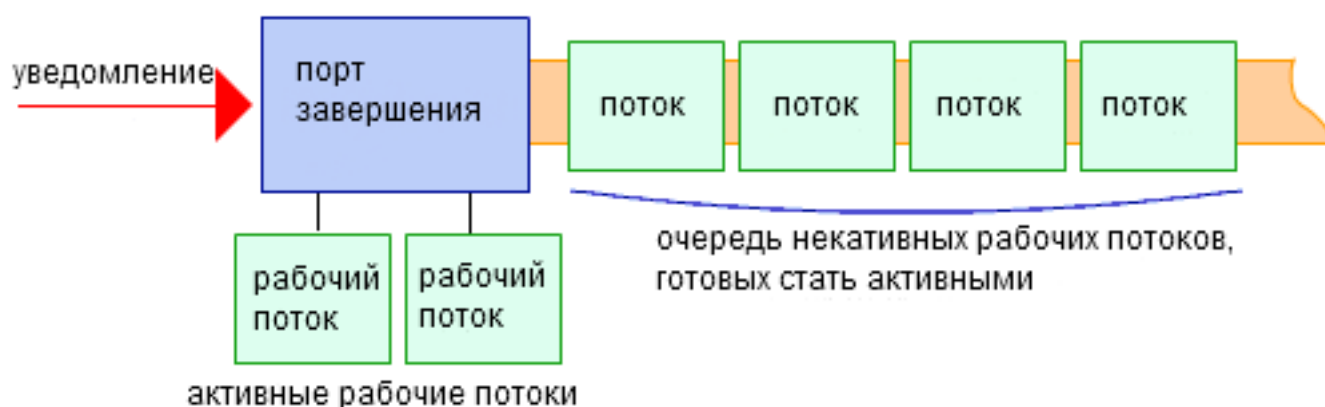 уведомление
порт
завершения
поток
поток
поток
поток
очередь некативных рабочих потоков,
готовых стать активными
рабочий
поток
рабочий
поток
активные рабочие потоки